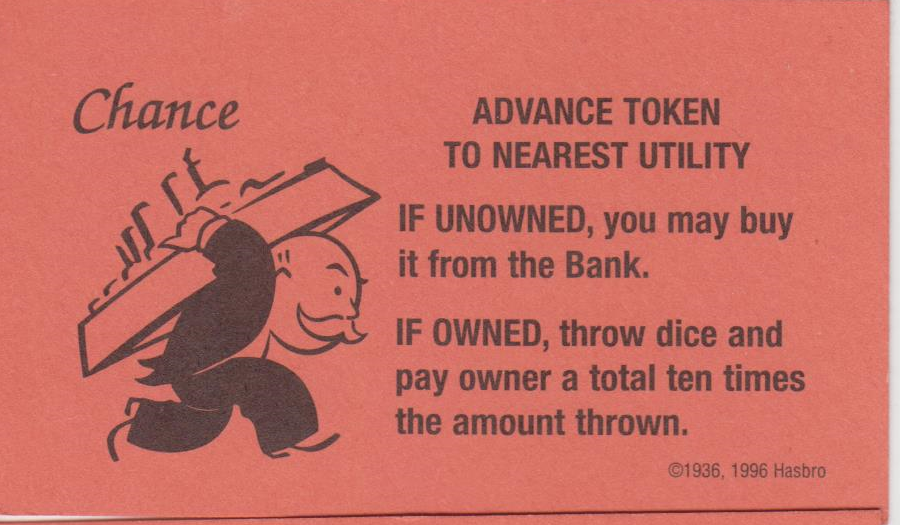 Chance
ADVANCE TOKEN
TO NEAREST UTILITY
IF UNOWNED, you may buy
it from the Bank.
IF OWNED, throw dice and
pay owner a total ten times
the amount thrown.
©1936, 1996 Hasbro